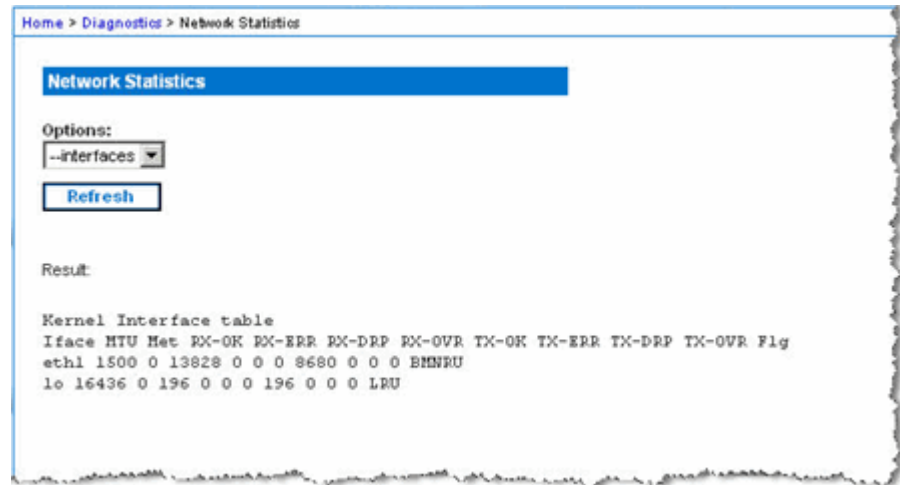 Home > Diagnostics > Network Statistics
Network Statistics
Options:
--interfaces
Refresh
Result:
Kernel Interface table
Iface MTU Met RX-OK RX-ERR RX-DRP RX-OVR TX-OK TX-ERR TX-DRP TX-OVR Flg
eth1 1500 0 13828 0 0 0 8680 0 0 0 BMNRU
lo 16436 0 196 0 0 0 196 0 0 0 LRU